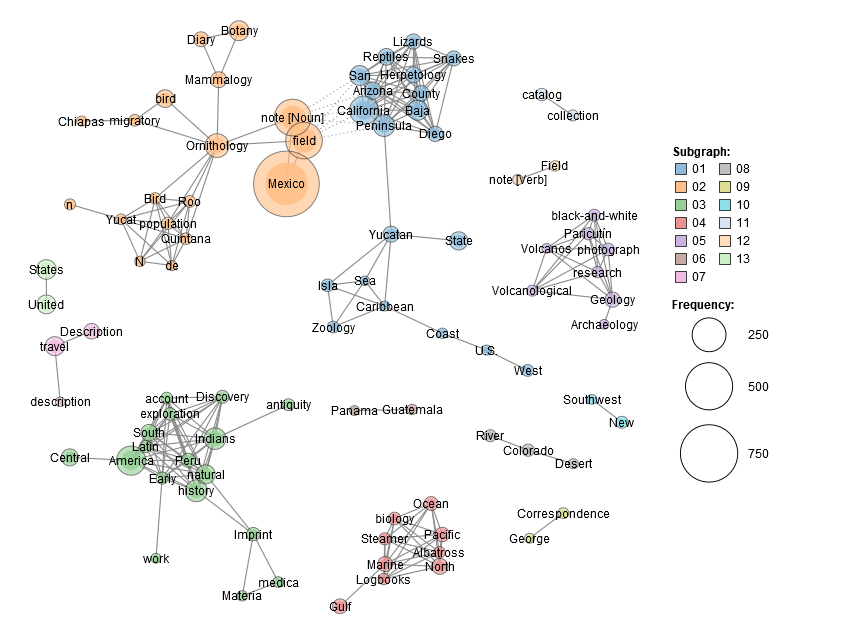 Botany
Diary
Lizards
Reptiles
Snakes
San
Herpetology
Mammalogy
Arizona
County
catalog
bird
California
Baja
note [Noun]
collection
Chiapas
migratory
Peninsula
Diego
field
Ornithology
Subgraph:
01
08
02
09
03
10
04
11
05
12
06
13
07
Field
note [Verb]
Mexico
Bird
Roo
n
Yucat
population
Quintana
N
de
black-and-white
Paricutín
Volcanos
photograph
research
Volcanological
Geology
Archaeology
Yucatan
State
States
United
Isla
Sea
Caribbean
Zoology
Coast
U.S.
West
Frequency:
250
500
750
Description
travel
description
account
Discovery
exploration
antiquity
Panama
Guatemala
Southwest
New
South
Indians
Latin
Central
America
Peru
Early
natural
history
River
Colorado
Desert
Ocean
biology
Steamer
Pacific
Albatross
Marine
North
Logbooks
Gulf
Correspondence
George
Imprint
work
medica
Materia